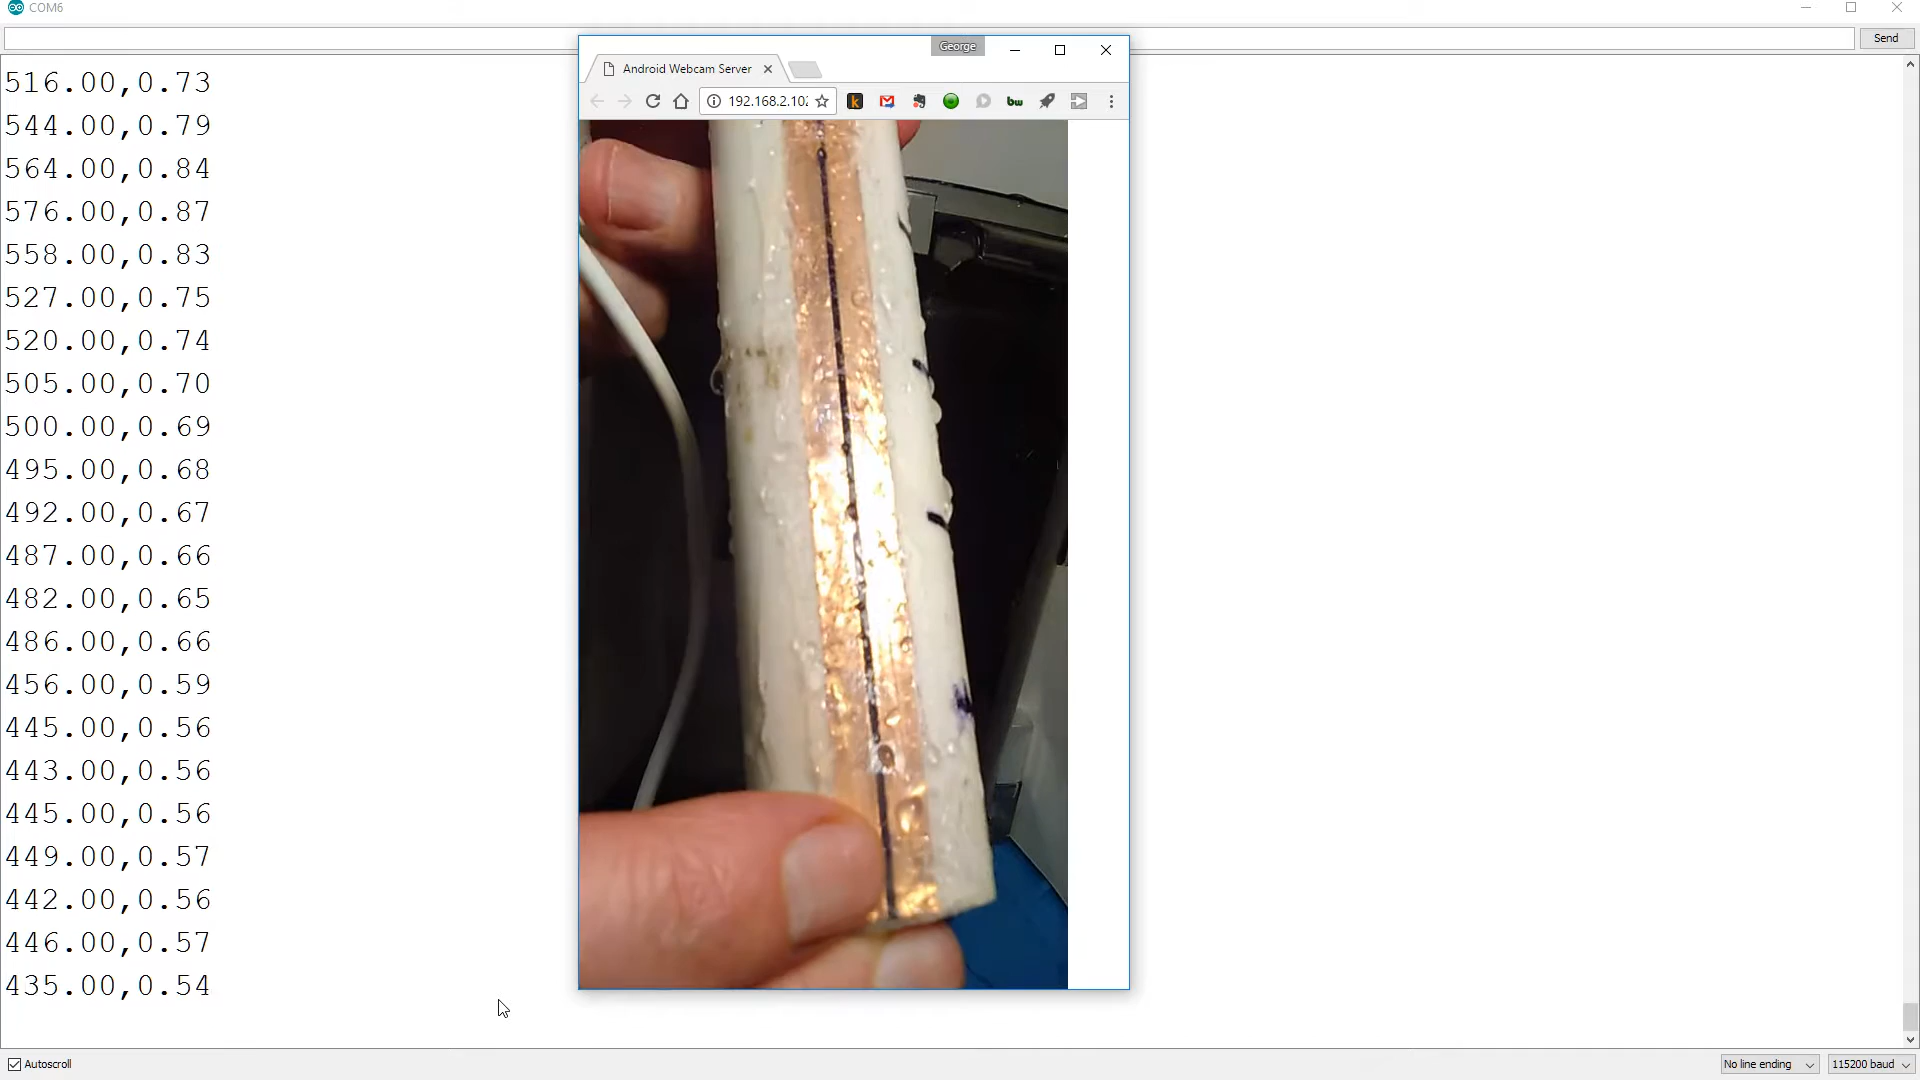 COM6
Send
516.00,0.73
544.00,0.79
564.00,0.84
576.00,0.87
558.00,0.83
527.00,0.75
520.00,0.74
505.00,0.70
500.00,0.69
495.00,0.68
492.00,0.67
487.00,0.66
482.00,0.65
486.00,0.66
456.00,0.59
445.00,0.56
443.00,0.56
445.00,0.56
449.00,0.57
442.00,0.56
446.00,0.57
435.00,0.54
George
Android Webcam Server
192.168.2.102
k
bw
Autoscroll
No line ending
115200 baud